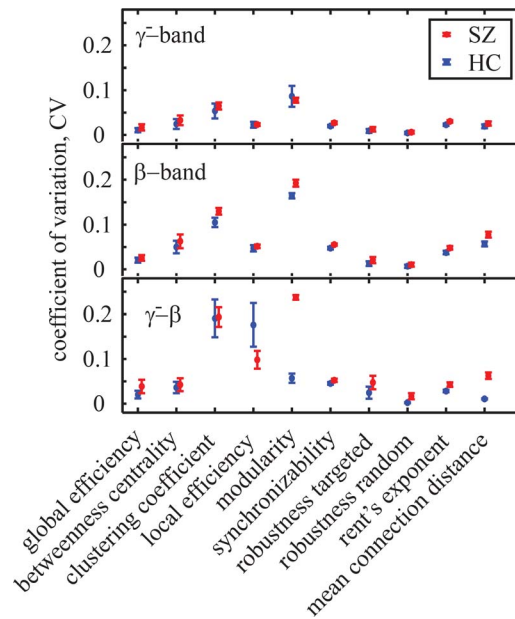 γ̄–band
SZ
HC
0.2
0.1
0
β–band
0.2
0.1
0
γ̄–β
0.2
0.1
0
coefficient of variation, CV
global efficiency
betweenness centrality
clustering coefficient
local efficiency
modularity
synchronizability
robustness targeted
robustness random
rent's exponent
mean connection distance